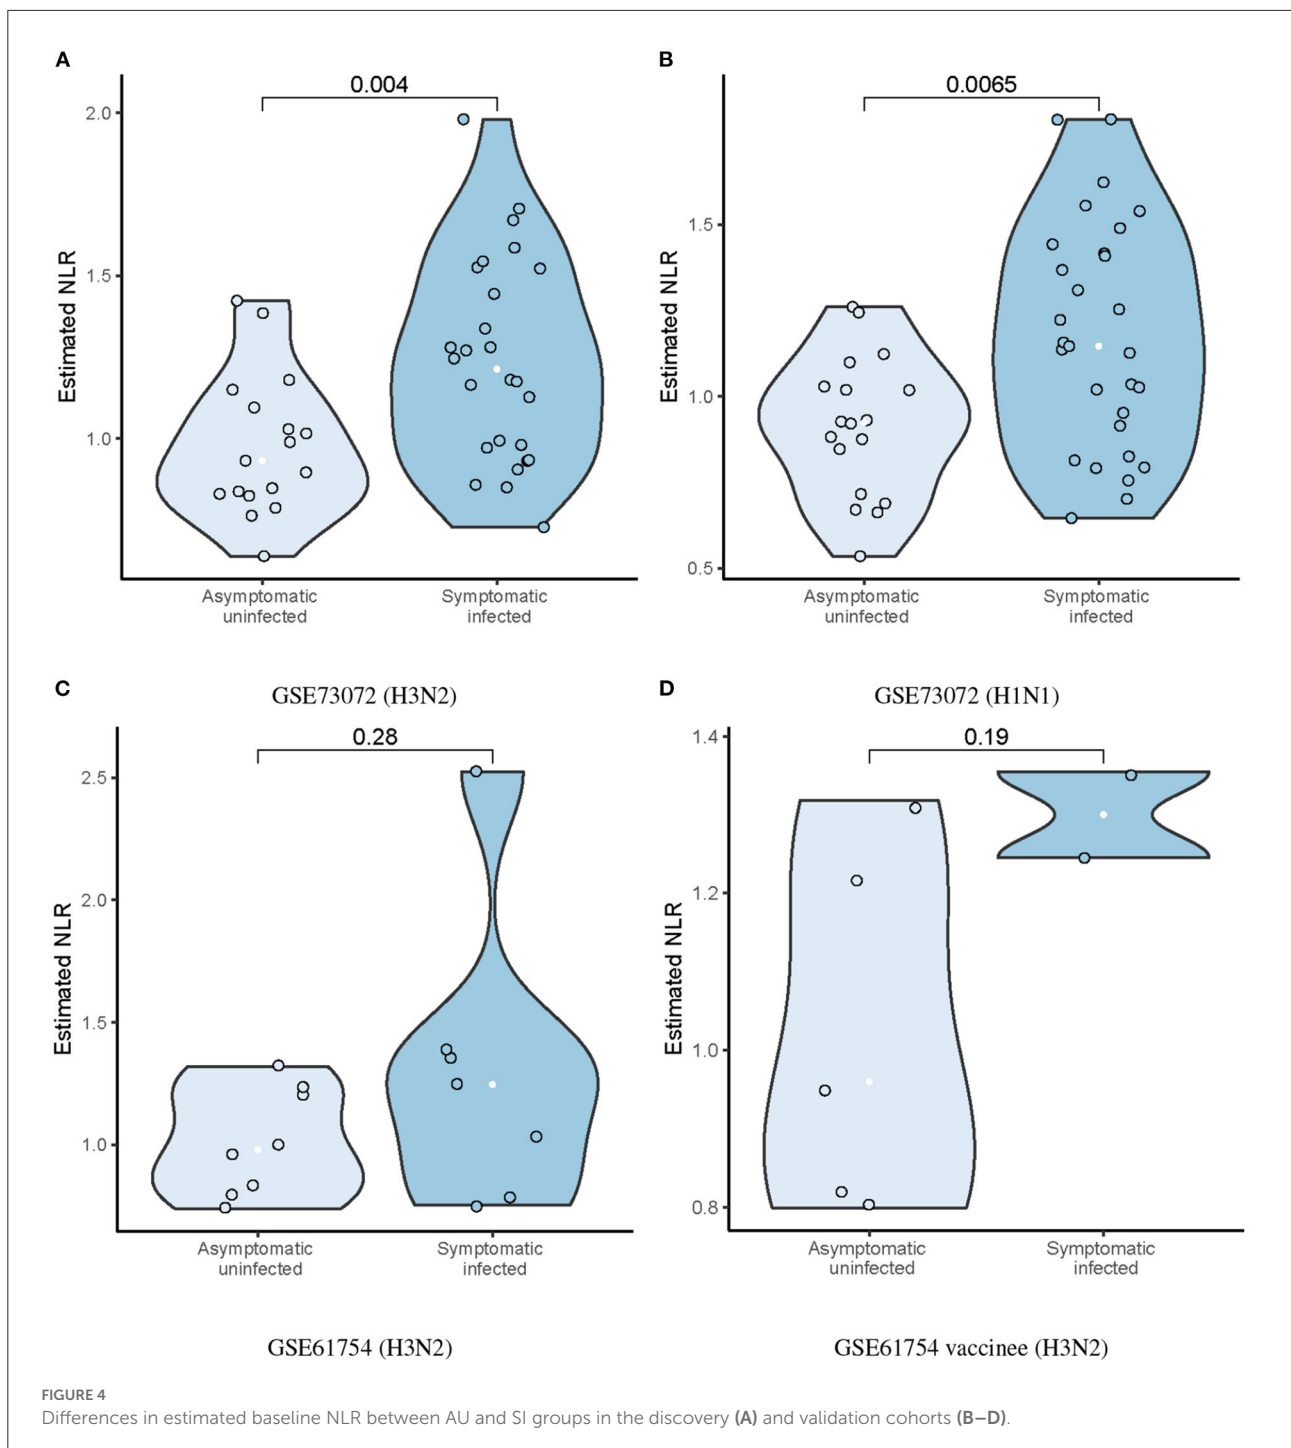 A
0.004
2.0
1.5
1.0
Estimated NLR
Asymptomatic
uninfected
Symptomatic
infected
GSE73072 (H3N2)
B
0.0065
1.5
1.0
0.5
Estimated NLR
Asymptomatic
uninfected
Symptomatic
infected
GSE73072 (H1N1)
C
0.28
2.5
2.0
1.5
1.0
Estimated NLR
Asymptomatic
uninfected
Symptomatic
infected
GSE61754 (H3N2)
D
0.19
1.4
1.2
1.0
0.8
Estimated NLR
Asymptomatic
uninfected
Symptomatic
infected
GSE61754 vaccinee (H3N2)
FIGURE 4
Differences in estimated baseline NLR between AU and SI groups in the discovery (A) and validation cohorts (B–D).